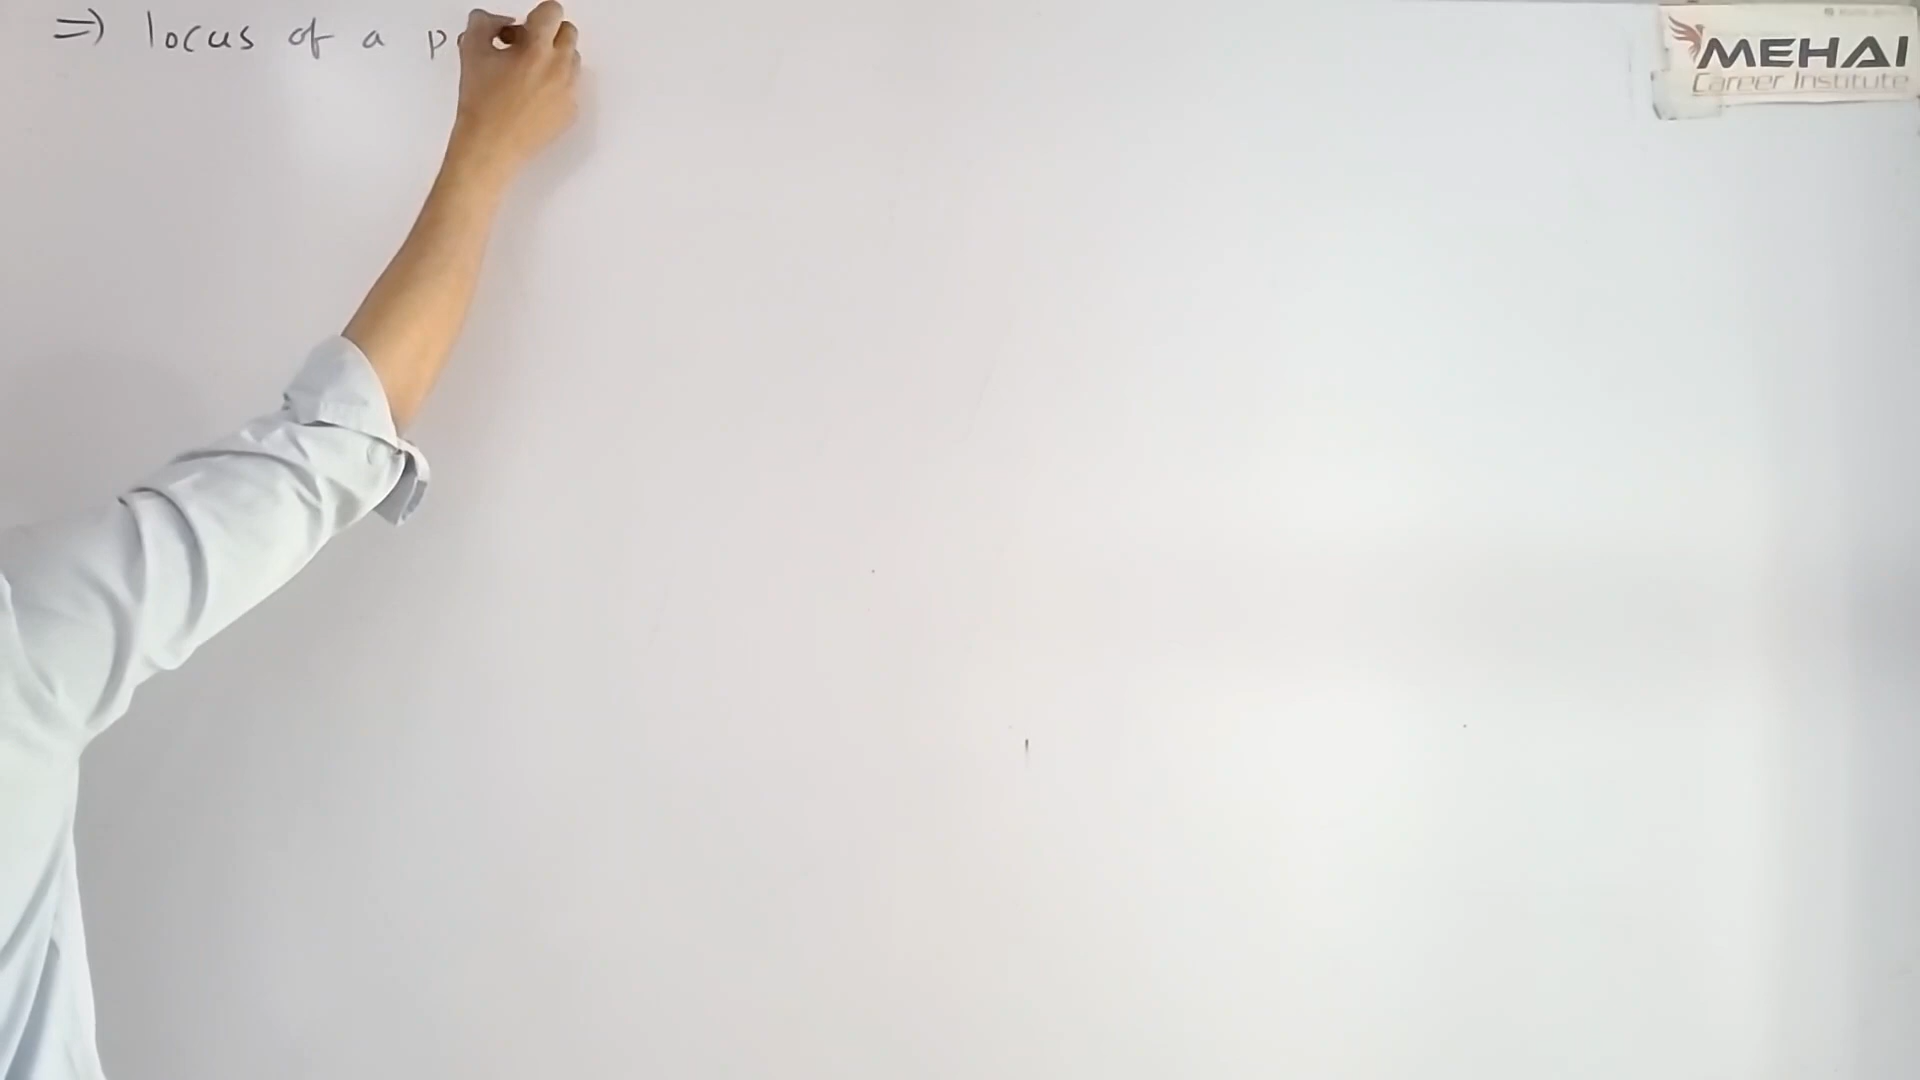 ⇒ locus of a p
MEHAI
Career Institute